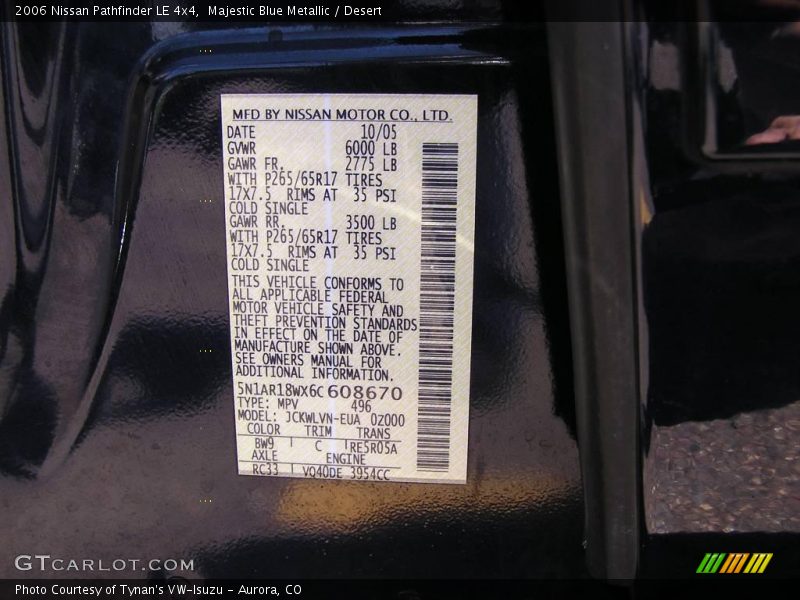 2006 Nissan Pathfinder LE 4x4, Majestic Blue Metallic / Desert
MFD BY NISSAN MOTOR CO., LTD.
DATE 10/05
GVWR 6000 LB
GAWR FR. 2775 LB
WITH P265/65R17 TIRES
17X7.5 RIMS AT 35 PSI
COLD SINGLE
GAWR RR. 3500 LB
WITH P265/65R17 TIRES
17X7.5 RIMS AT 35 PSI
COLD SINGLE
THIS VEHICLE CONFORMS TO
ALL APPLICABLE FEDERAL
MOTOR VEHICLE SAFETY AND
THEFT PREVENTION STANDARDS
IN EFFECT ON THE DATE OF
MANUFACTURE SHOWN ABOVE.
SEE OWNERS MANUAL FOR
ADDITIONAL INFORMATION.
5N1AR18WX6C608670
TYPE: MPV 496
MODEL: JCKWLVN-EUA 0Z000
COLOR TRIM TRANS
BW9 C RE5R05A
AXLE ENGINE
RC33 VQ40DE 3954CC
GTCARLOT.COM
Photo Courtesy of Tynan's VW-Isuzu - Aurora, CO